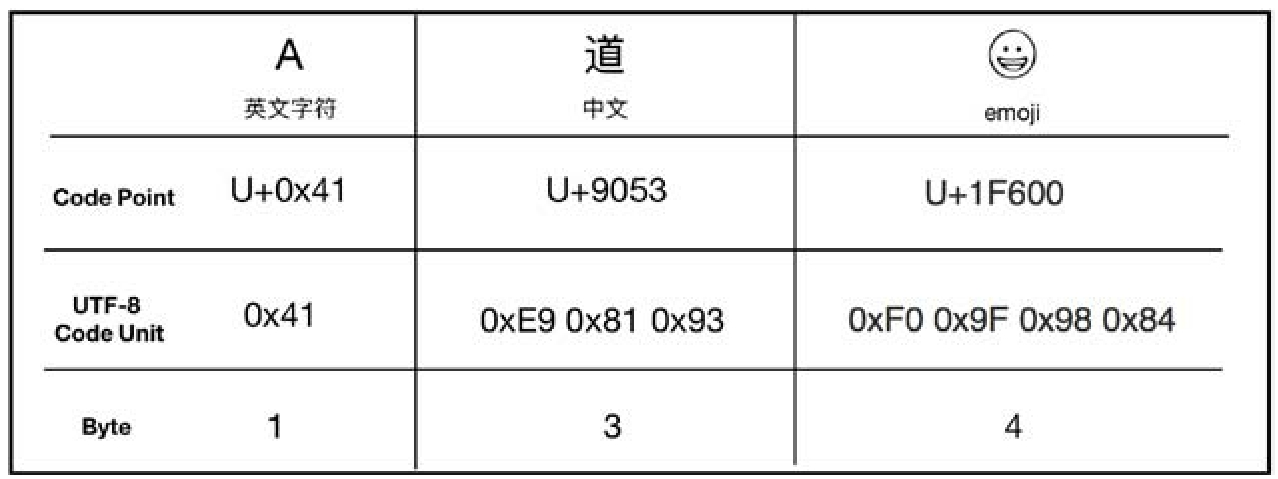 A 道 😀
英文字符 中文 emoji
Code Point U+0x41 U+9053 U+1F600
UTF-8
Code Unit 0x41 0xE9 0x81 0x93 0xF0 0x9F 0x98 0x84
Byte 1 3 4